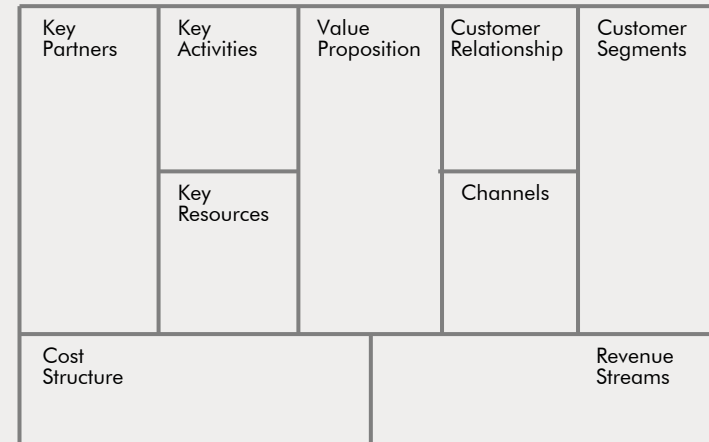 Key
Partners
Key
Activities
Value
Proposition
Customer
Relationship
Customer
Segments
Key
Resources
Channels
Cost
Structure
Revenue
Streams